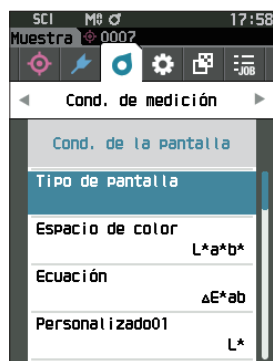 SCI M 17:58
Muestra 0007
-JOB
Cond. de medición
Cond. de la pantalla
Tipo de pantalla
Espacio de color
L*a*b*
Ecuación
ΔE*ab
Personalizado01
L*